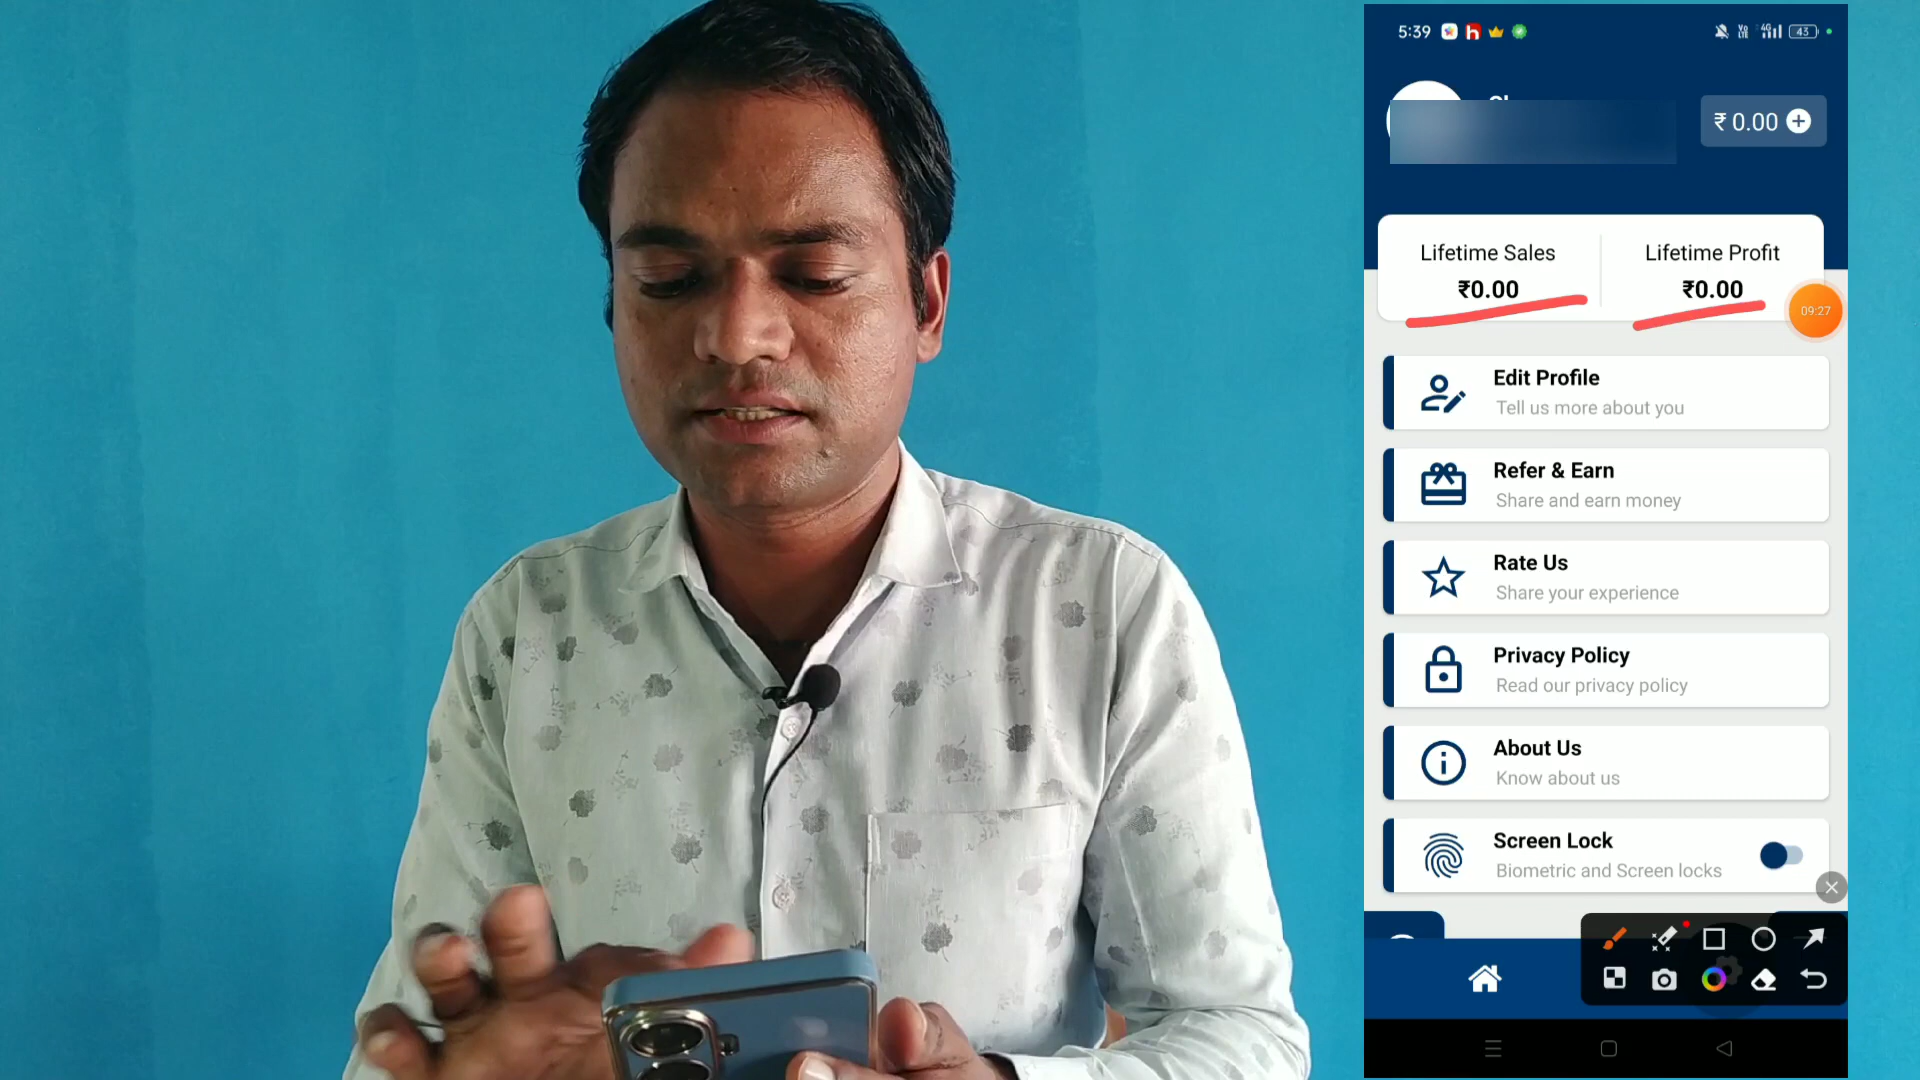 5:39
43
₹ 0.00
Lifetime Sales
Lifetime Profit
₹0.00
₹0.00
09:27
Edit Profile
Tell us more about you
Refer & Earn
Share and earn money
Rate Us
Share your experience
Privacy Policy
Read our privacy policy
About Us
Know about us
Screen Lock
Biometric and Screen locks